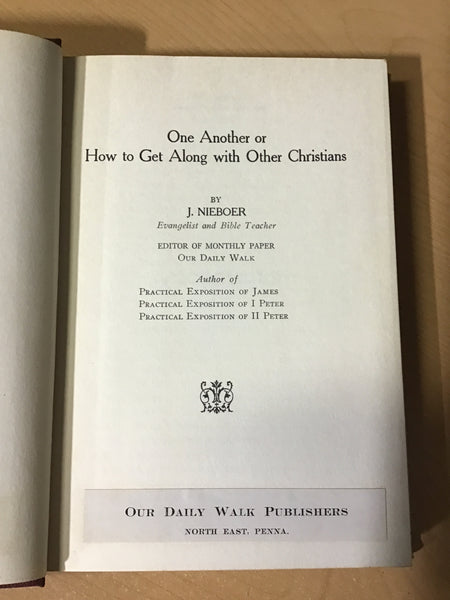 One Another or
How to Get Along with Other Christians
BY
J. NIEBOER
Evangelist and Bible Teacher
EDITOR OF MONTHLY PAPER
OUR DAILY WALK
Author of
PRACTICAL EXPOSITION OF JAMES
PRACTICAL EXPOSITION OF I PETER
PRACTICAL EXPOSITION OF II PETER
OUR DAILY WALK PUBLISHERS
NORTH EAST, PENNA.